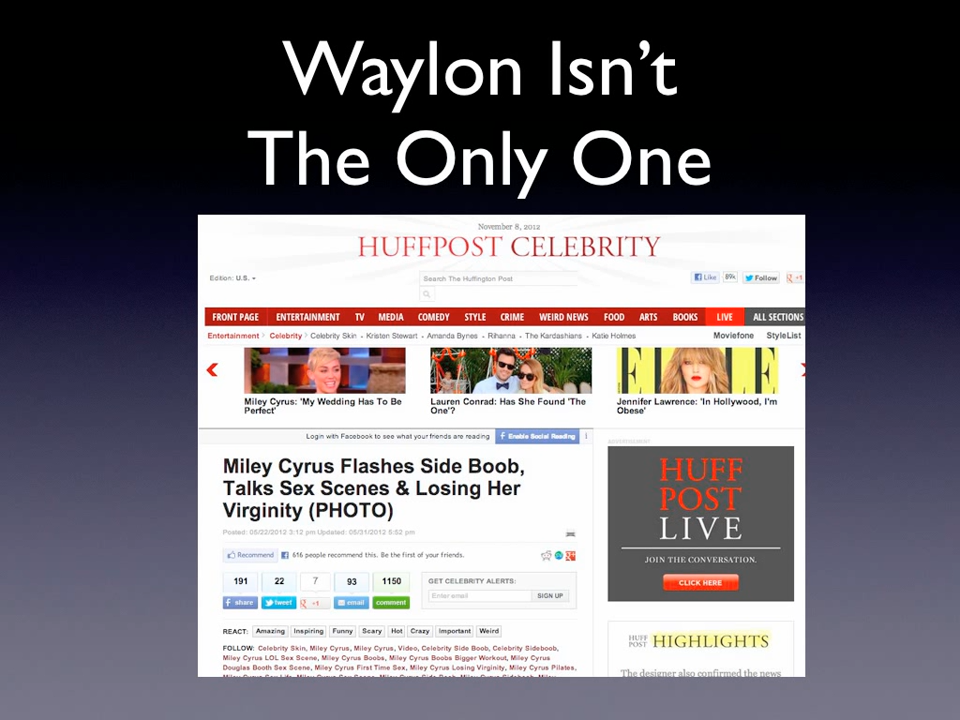 Waylon Isn't
The Only One
November 8, 2012
HUFFPOST CELEBRITY
Edition: U.S.
Search The Huffington Post
Like 89k Follow +1
FRONT PAGE ENTERTAINMENT TV MEDIA COMEDY STYLE CRIME WEIRD NEWS FOOD ARTS BOOKS LIVE ALL SECTIONS
Entertainment Celebrity Celebrity Skin • Kristen Stewart • Amanda Bynes • Rihanna • The Kardashians • Katie Holmes Moviefone StyleList
ELLE
Miley Cyrus: 'My Wedding Has To Be
Perfect'
Lauren Conrad: Has She Found 'The
One'?
Jennifer Lawrence: 'In Hollywood, I'm
Obese'
Login with Facebook to see what your friends are reading Enable Social Reading i
ADVERTISEMENT
Miley Cyrus Flashes Side Boob,
Talks Sex Scenes & Losing Her
Virginity (PHOTO)
Posted: 05/22/2012 3:12 pm Updated: 05/31/2012 5:52 pm
Recommend 616 people recommend this. Be the first of your friends.
191 22 7 93 1150
share tweet +1 email comment
GET CELEBRITY ALERTS:
Enter email SIGN UP
REACT: Amazing Inspiring Funny Scary Hot Crazy Important Weird
FOLLOW: Celebrity Skin, Miley Cyrus, Miley Cyrus, Video, Celebrity Side Boob, Celebrity Sideboob,
Miley Cyrus LOL Sex Scene, Miley Cyrus Boobs, Miley Cyrus Boobs Bigger Workout, Miley Cyrus
Douglas Booth Sex Scene, Miley Cyrus First Time Sex, Miley Cyrus Losing Virginity, Miley Cyrus Pilates,
HUFF
POST
LIVE
JOIN THE CONVERSATION.
CLICK HERE
HUFF
POST
HIGHLIGHTS
The designer also confirmed the news